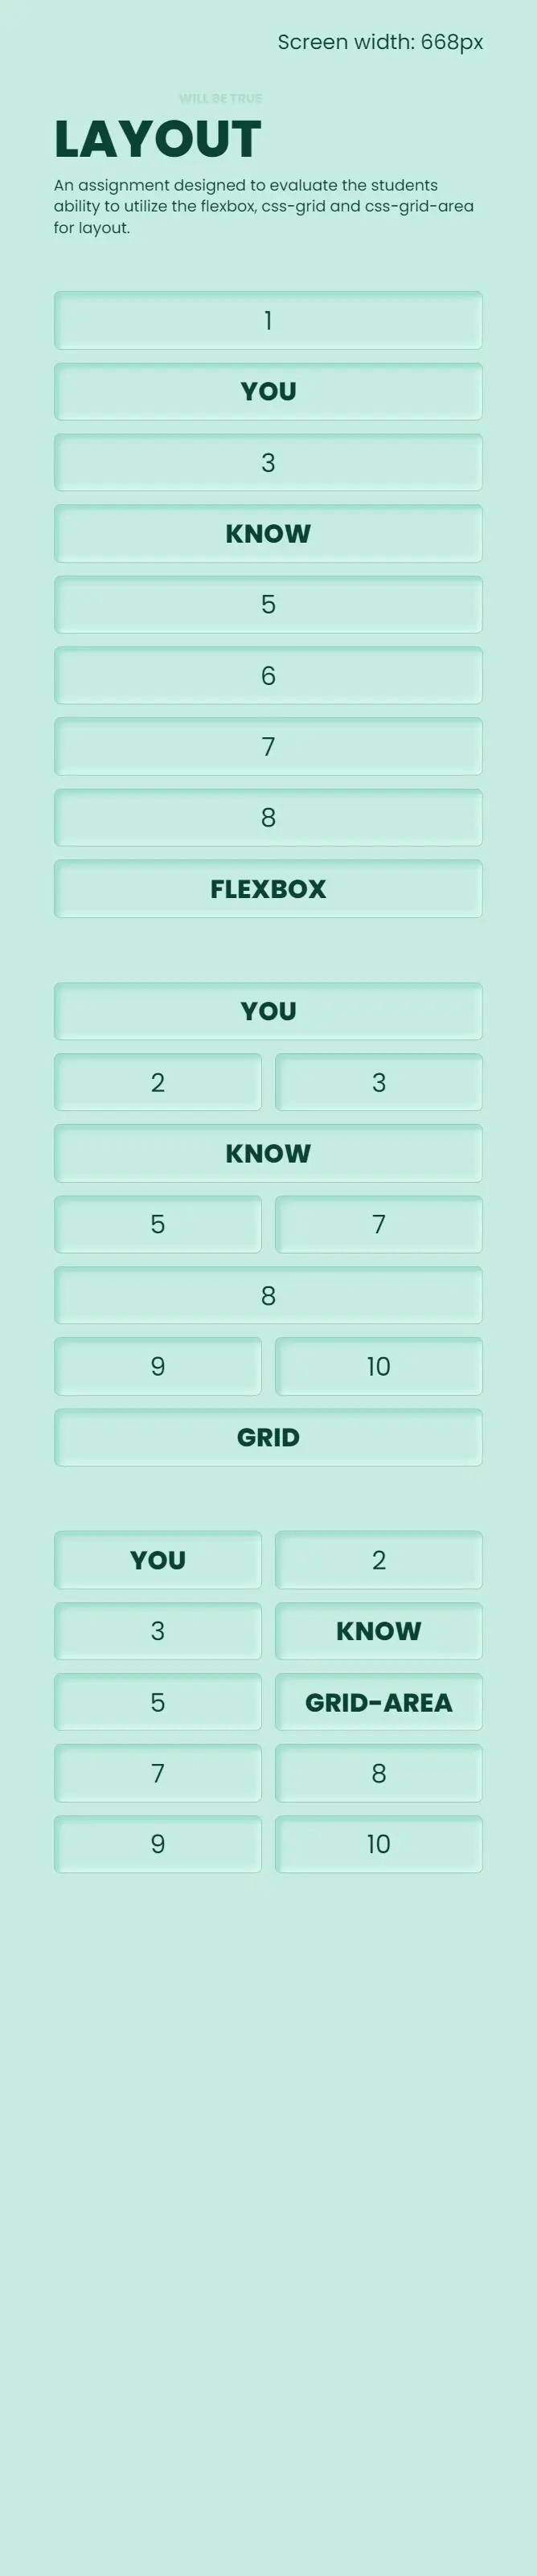 Screen width: 668px
WILL BE TRUE
LAYOUT
An assignment designed to evaluate the students
ability to utilize the flexbox, css-grid and css-grid-area
for layout.
1
YOU
3
KNOW
5
6
7
8
FLEXBOX
YOU
2 3
KNOW
5 7
8
9 10
GRID
YOU 2
3 KNOW
5 GRID-AREA
7 8
9 10